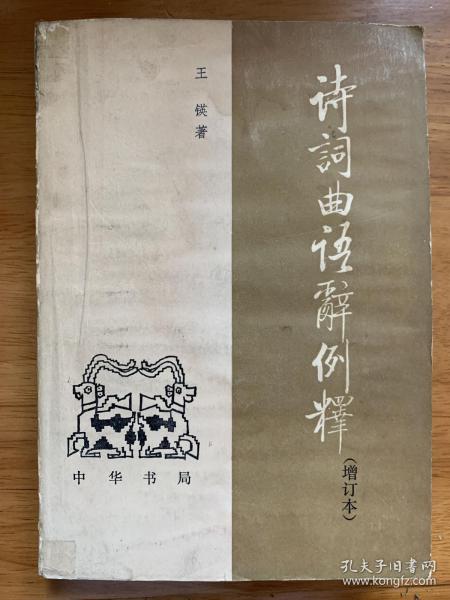 诗詞曲语辭例釋
(增订本)
王锳著
中华书局
孔夫子旧书网
kongfz.com